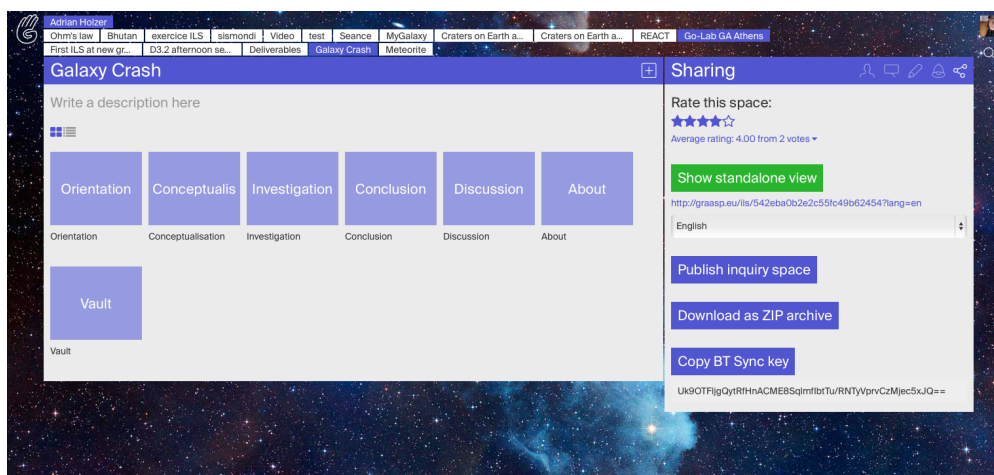 Adrian Holzer
Ohm's law Bhutan exercice ILS sismondi Video test Seance MyGalaxy Craters on Earth a... Craters on Earth a... REACT Go-Lab GA Athens
First ILS at new gr... D3.2 afternoon se... Deliverables Galaxy Crash Meteorite
Galaxy Crash
Write a description here
Orientation Conceptualis Investigation Conclusion Discussion About
Orientation Conceptualisation Investigation Conclusion Discussion About
Vault
Vault
Sharing
Rate this space:
Average rating: 4.00 from 2 votes
Show standalone view
http://graasp.eu/ils/542eba0b2e2c55fc49b62454?lang=en
English
Publish inquiry space
Download as ZIP archive
Copy BT Sync key